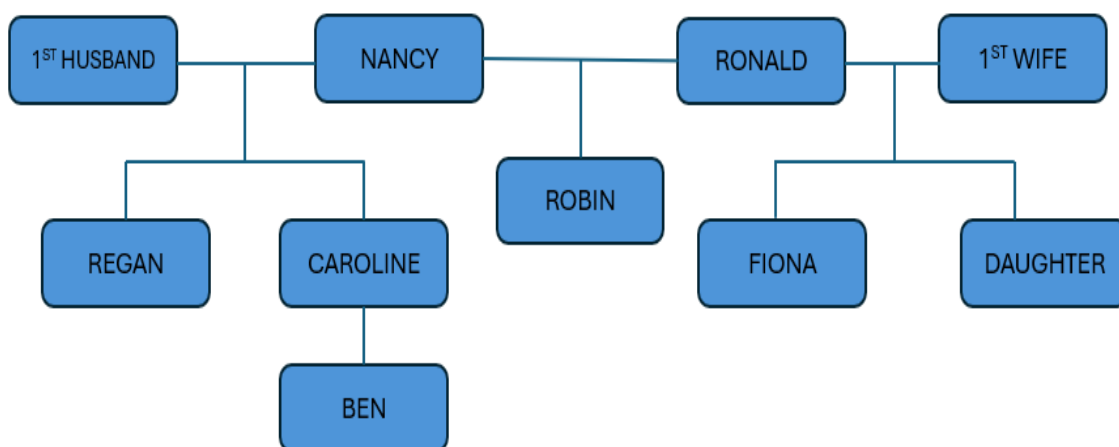 1ST HUSBAND
NANCY
RONALD
1ST WIFE
ROBIN
REGAN
CAROLINE
FIONA
DAUGHTER
BEN